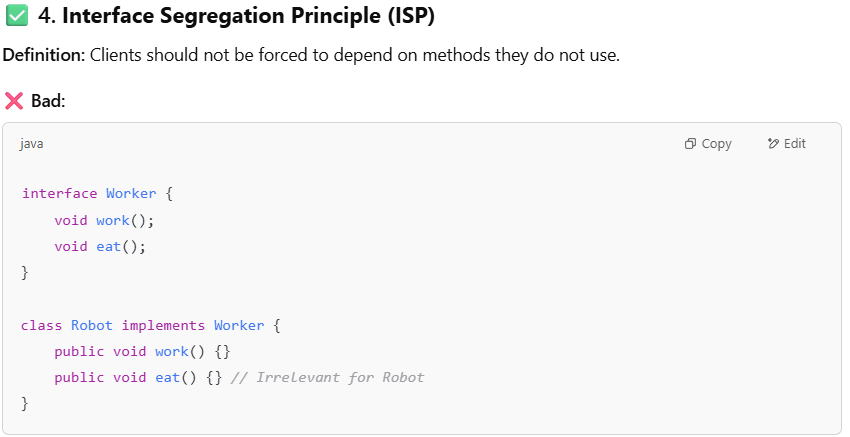 ✅ 4. Interface Segregation Principle (ISP)
Definition: Clients should not be forced to depend on methods they do not use.
❌ Bad:
java Copy Edit
interface Worker {
    void work();
    void eat();
}
class Robot implements Worker {
    public void work() {}
    public void eat() {} // Irrelevant for Robot
}